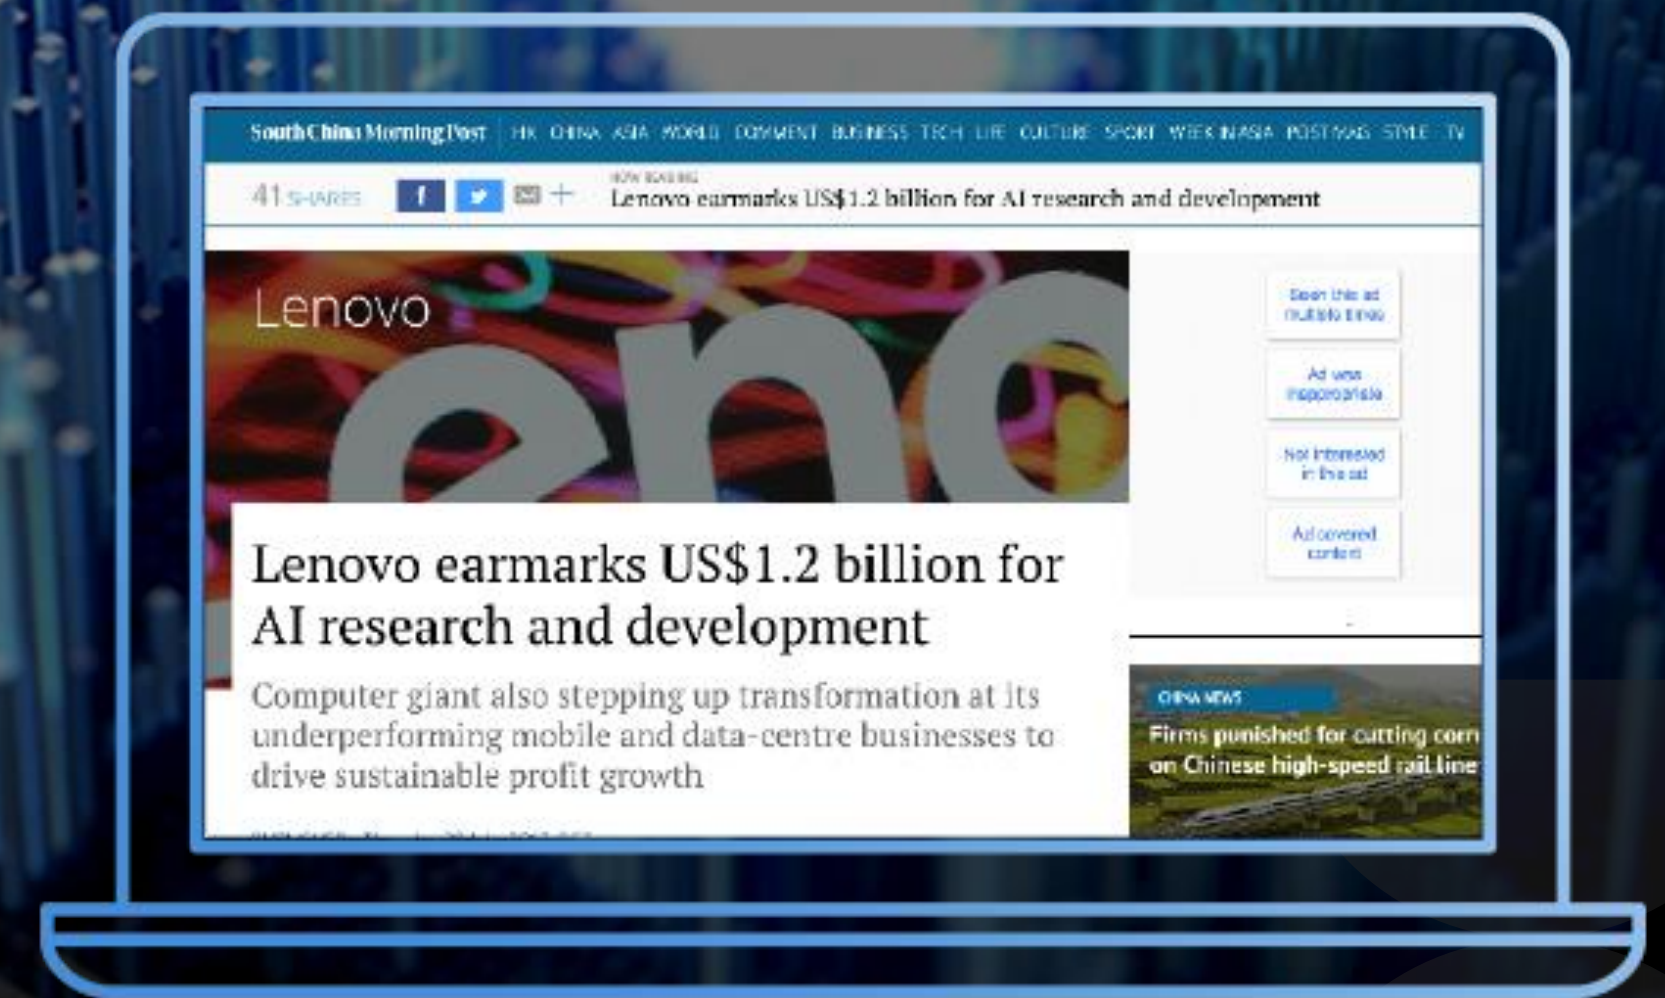 South China Morning Post HK CHINA ASIA WORLD COMMENT BUSINESS TECH LIFE CULTURE SPORT WEEK IN ASIA POST MAG STYLE TV
41 SHARES f
NOW READING
Lenovo earmarks US$1.2 billion for AI research and development
Lenovo
eno
Lenovo earmarks US$1.2 billion for
AI research and development
Computer giant also stepping up transformation at its
underperforming mobile and data-centre businesses to
drive sustainable profit growth
Seen this ad
multiple times
Ad was
inappropriate
Not interested
in this ad
Ad covered
content
CHINA NEWS
Firms punished for cutting corn
on Chinese high-speed rail line